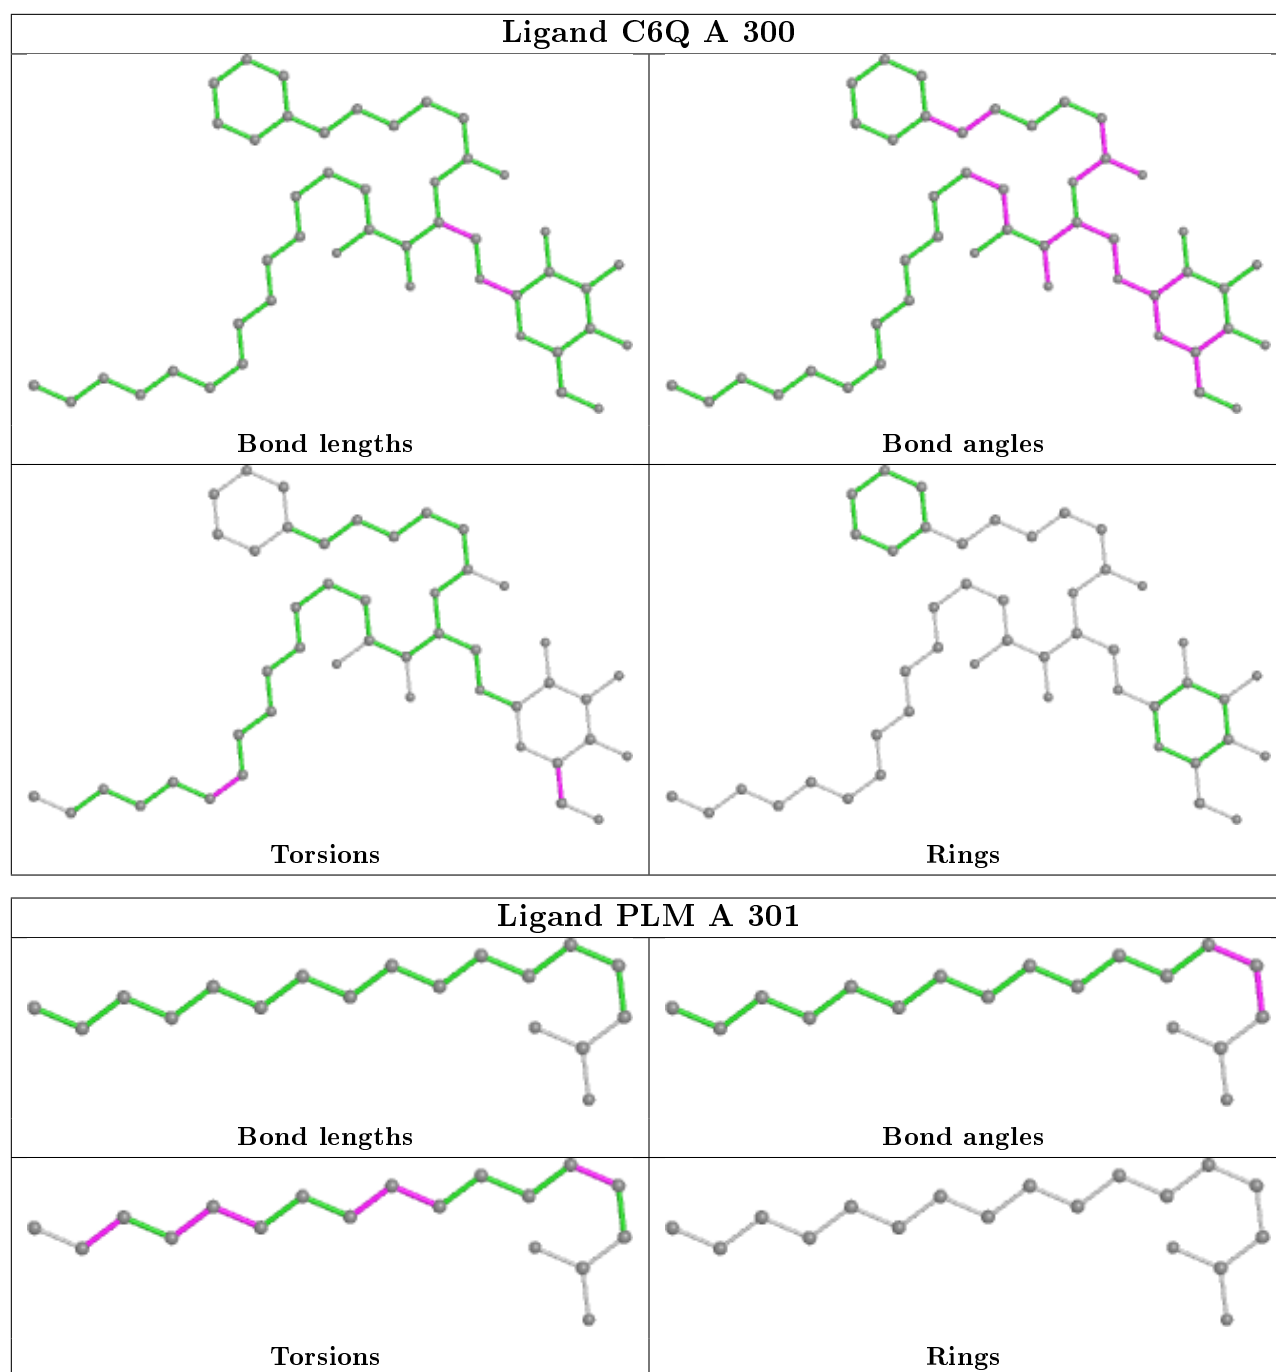 Ligand C6Q A 300
Bond lengths
Bond angles
Torsions
Rings
Ligand PLM A 301
Bond lengths
Bond angles
Torsions
Rings